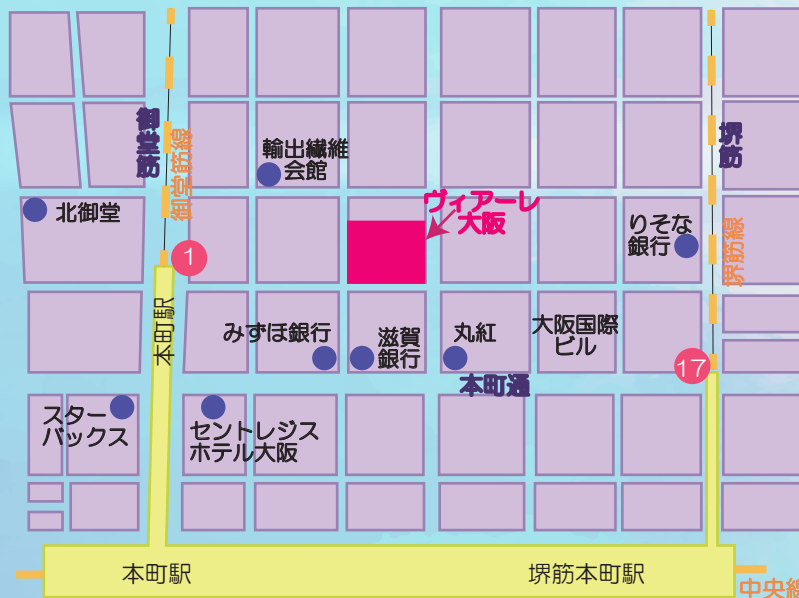 御堂筋
御堂筋線
輸出繊維
会館
堺筋
堺筋線
北御堂
ヴィアーレ
大阪
りそな
銀行
1
本町駅
みずほ銀行
滋賀
銀行
丸紅
大阪国際
ビル
17
本町通
スター
バックス
セントレジス
ホテル大阪
本町駅
堺筋本町駅
中央線